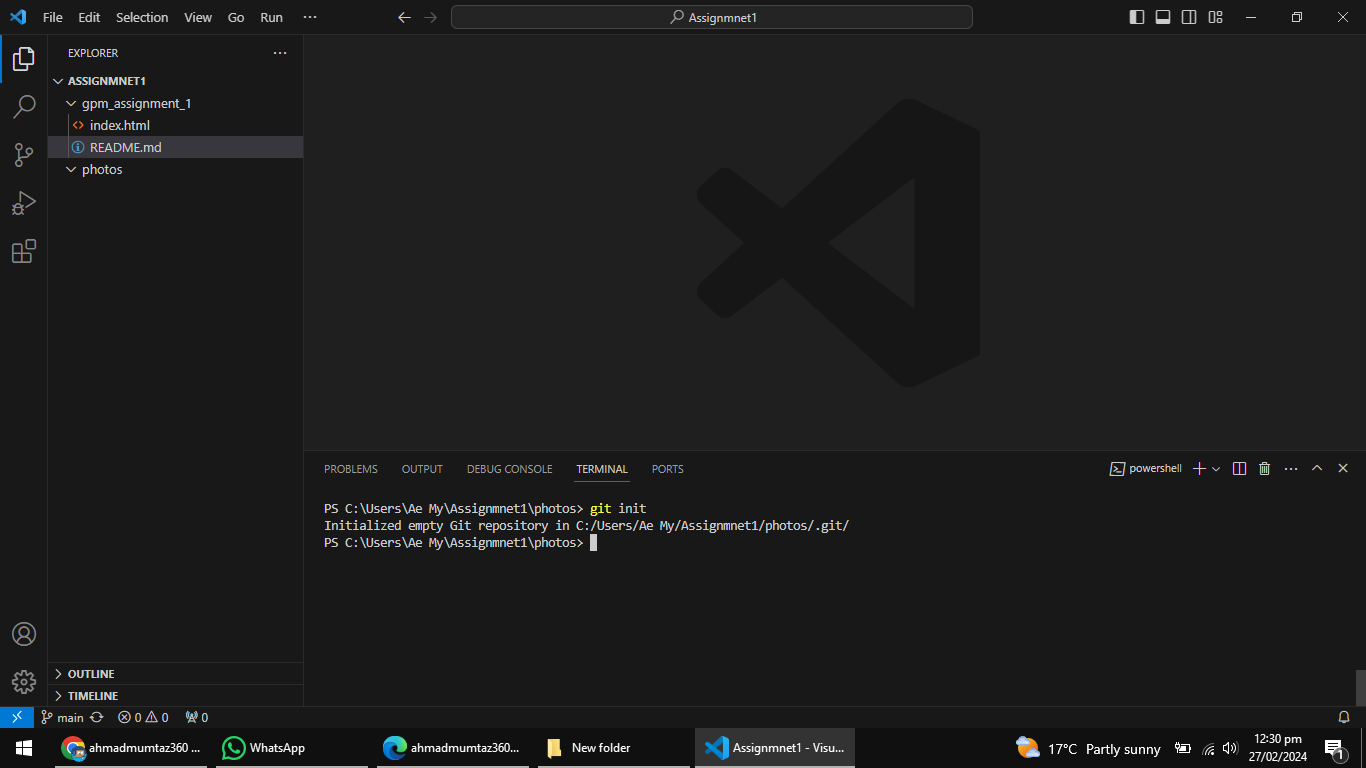 File Edit Selection View Go Run ···
Assignmnet1
EXPLORER
ASSIGNMNET1
gpm_assignment_1
index.html
README.md
photos
PROBLEMS OUTPUT DEBUG CONSOLE TERMINAL PORTS
powershell
PS C:\Users\Ae My\Assignmnet1\photos> git init
Initialized empty Git repository in C:/Users/Ae My/Assignmnet1/photos/.git/
PS C:\Users\Ae My\Assignmnet1\photos>
OUTLINE
TIMELINE
main 0 0 0
ahmadmumtaz360 ... WhatsApp ahmadmumtaz360... New folder Assignmnet1 - Visu... 17°C Partly sunny 12:30 pm
27/02/2024 1